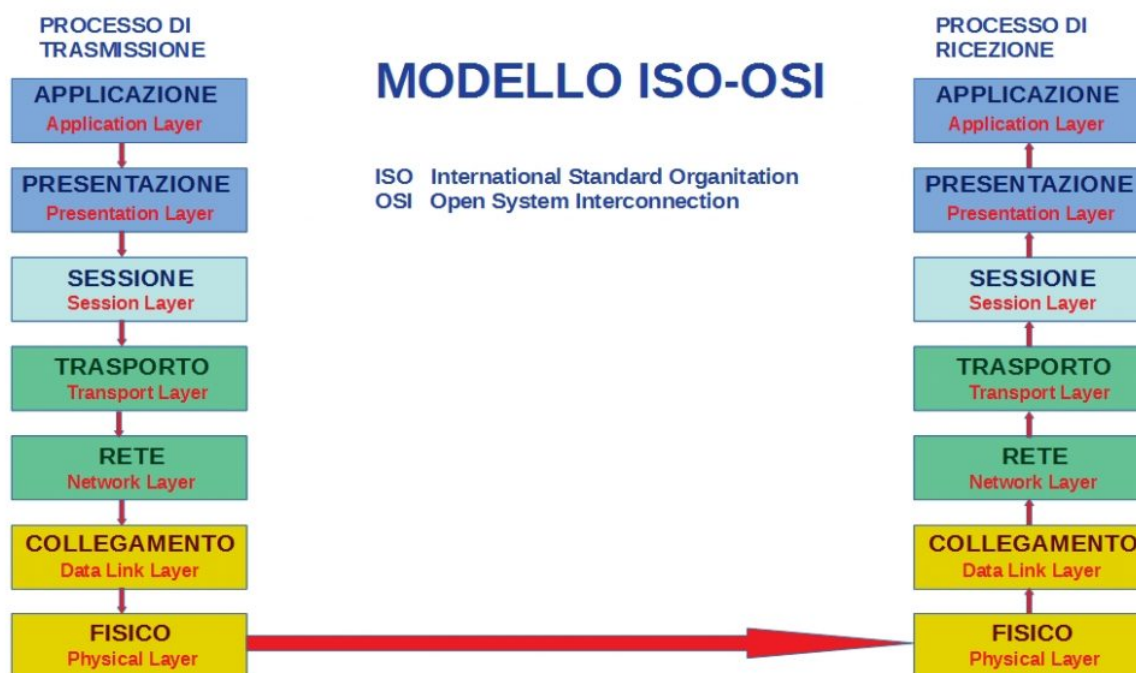 PROCESSO DI
TRASMISSIONE
APPLICAZIONE
Application Layer
PRESENTAZIONE
Presentation Layer
SESSIONE
Session Layer
TRASPORTO
Transport Layer
RETE
Network Layer
COLLEGAMENTO
Data Link Layer
FISICO
Physical Layer
MODELLO ISO-OSI
ISO International Standard Organitation
OSI Open System Interconnection
PROCESSO DI
RICEZIONE
APPLICAZIONE
Application Layer
PRESENTAZIONE
Presentation Layer
SESSIONE
Session Layer
TRASPORTO
Transport Layer
RETE
Network Layer
COLLEGAMENTO
Data Link Layer
FISICO
Physical Layer